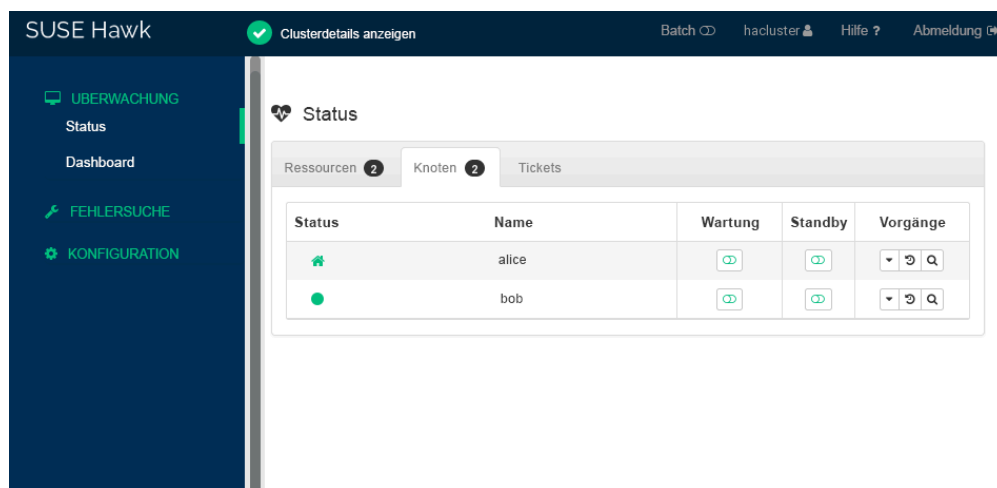 SUSE Hawk
Clusterdetails anzeigen
Batch
hacluster
Hilfe ?
Abmeldung
ÜBERWACHUNG
Status
Dashboard
FEHLERSUCHE
KONFIGURATION
Status
Ressourcen 2
Knoten 2
Tickets
Status Name Wartung Standby Vorgänge
alice
bob